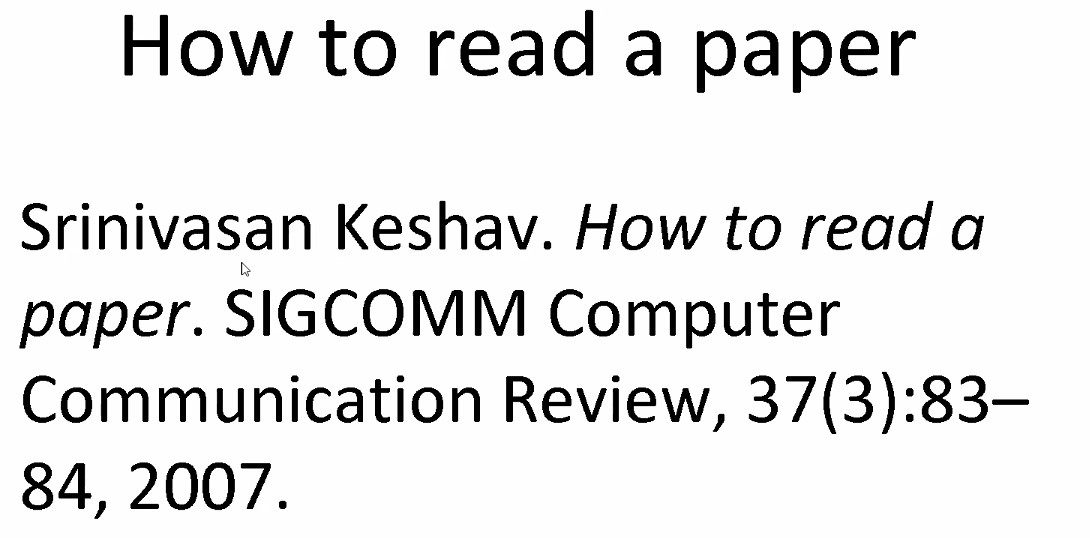 How to read a paper
Srinivasan Keshav. How to read a
paper. SIGCOMM Computer
Communication Review, 37(3):83–
84, 2007.